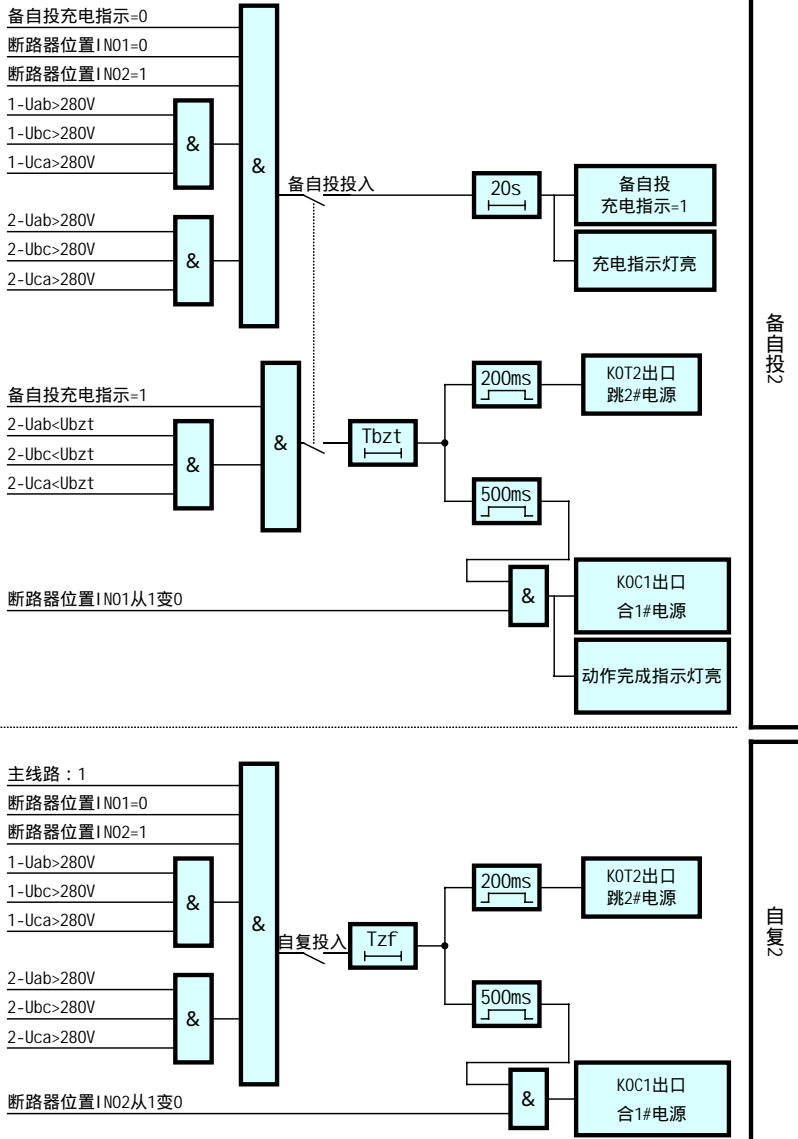 备自投充电指示=0
断路器位置IN01=0
断路器位置IN02=1
1-Uab>280V
1-Ubc>280V
1-Uca>280V
&
2-Uab>280V
2-Ubc>280V
2-Uca>280V
&
&
备自投投入
20s
备自投
充电指示=1
充电指示灯亮
备自投充电指示=1
2-Uab<Ubzt
2-Ubc<Ubzt
2-Uca<Ubzt
&
&
Tbzt
200ms
KOT2出口
跳2#电源
500ms
断路器位置IN01从1变0
&
KOC1出口
合1#电源
动作完成指示灯亮
备自投2
主线路：1
断路器位置IN01=0
断路器位置IN02=1
1-Uab>280V
1-Ubc>280V
1-Uca>280V
&
2-Uab>280V
2-Ubc>280V
2-Uca>280V
&
&
自复投入
Tzf
200ms
KOT2出口
跳2#电源
500ms
断路器位置IN02从1变0
&
KOC1出口
合1#电源
自复2